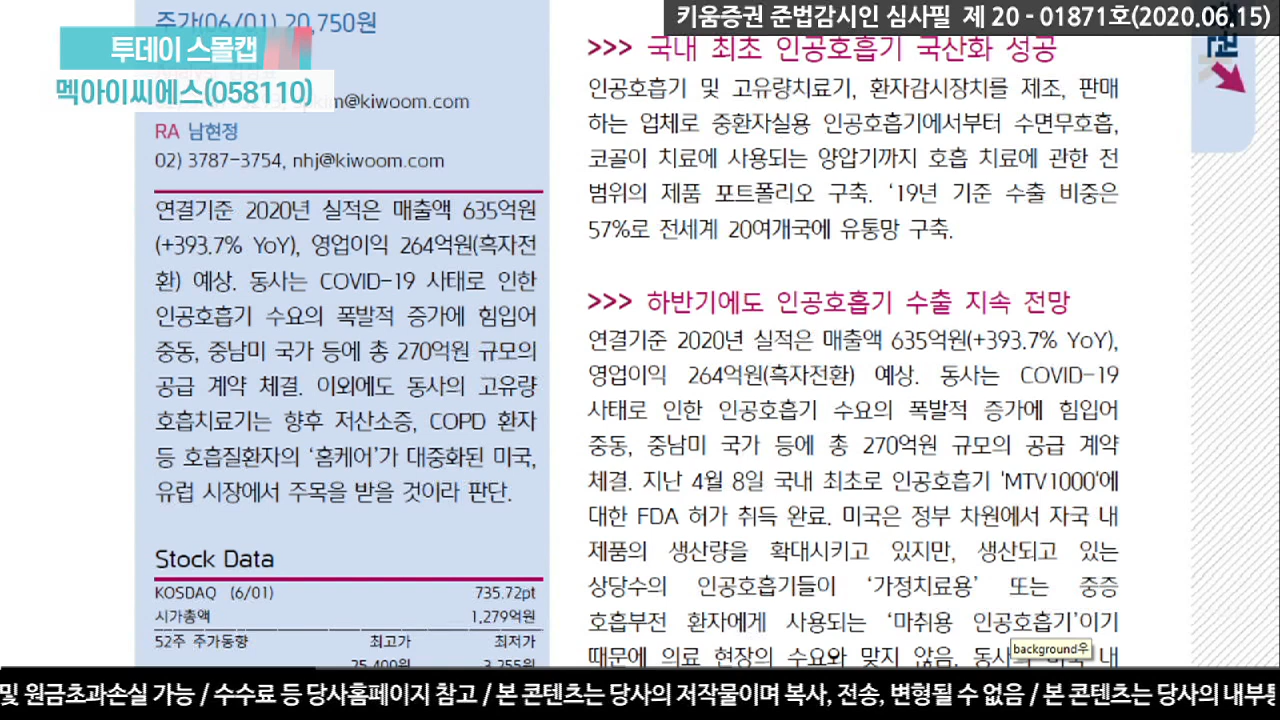 키움증권 준법감시인 심사필 제 20 - 01871호(2020.06.15)
주가(06/01) 20,750원
투데이 스몰캡
멕아이씨에스(058110)
@kiwoom.com
RA 남현정
02) 3787-3754, nhj@kiwoom.com
연결기준 2020년 실적은 매출액 635억원
(+393.7% YoY), 영업이익 264억원(흑자전
환) 예상. 동사는 COVID-19 사태로 인한
인공호흡기 수요의 폭발적 증가에 힘입어
중동, 중남미 국가 등에 총 270억원 규모의
공급 계약 체결. 이외에도 동사의 고유량
호흡치료기는 향후 저산소증, COPD 환자
등 호흡질환자의 ‘홈케어’가 대중화된 미국,
유럽 시장에서 주목을 받을 것이라 판단.
Stock Data
KOSDAQ (6/01) 735.72pt
시가총액 1,279억원
52주 주가동향 최고가 최저가
25,400원 3,255원
>>> 국내 최초 인공호흡기 국산화 성공
인공호흡기 및 고유량치료기, 환자감시장치를 제조, 판매
하는 업체로 중환자실용 인공호흡기에서부터 수면무호흡,
코골이 치료에 사용되는 양압기까지 호흡 치료에 관한 전
범위의 제품 포트폴리오 구축. ‘19년 기준 수출 비중은
57%로 전세계 20여개국에 유통망 구축.
>>> 하반기에도 인공호흡기 수출 지속 전망
연결기준 2020년 실적은 매출액 635억원(+393.7% YoY),
영업이익 264억원(흑자전환) 예상. 동사는 COVID-19
사태로 인한 인공호흡기 수요의 폭발적 증가에 힘입어
중동, 중남미 국가 등에 총 270억원 규모의 공급 계약
체결. 지난 4월 8일 국내 최초로 인공호흡기 'MTV1000'에
대한 FDA 허가 취득 완료. 미국은 정부 차원에서 자국 내
제품의 생산량을 확대시키고 있지만, 생산되고 있는
상당수의 인공호흡기들이 ‘가정치료용’ 또는 중증
호흡부전 환자에게 사용되는 ‘마취용 인공호흡기’이기
때문에 의료 현장의 수요와 맞지 않음. 동사 미국 내
background우
및 원금초과손실 가능 / 수수료 등 당사홈페이지 참고 / 본 콘텐츠는 당사의 저작물이며 복사, 전송, 변형될 수 없음 / 본 콘텐츠는 당사의 내부